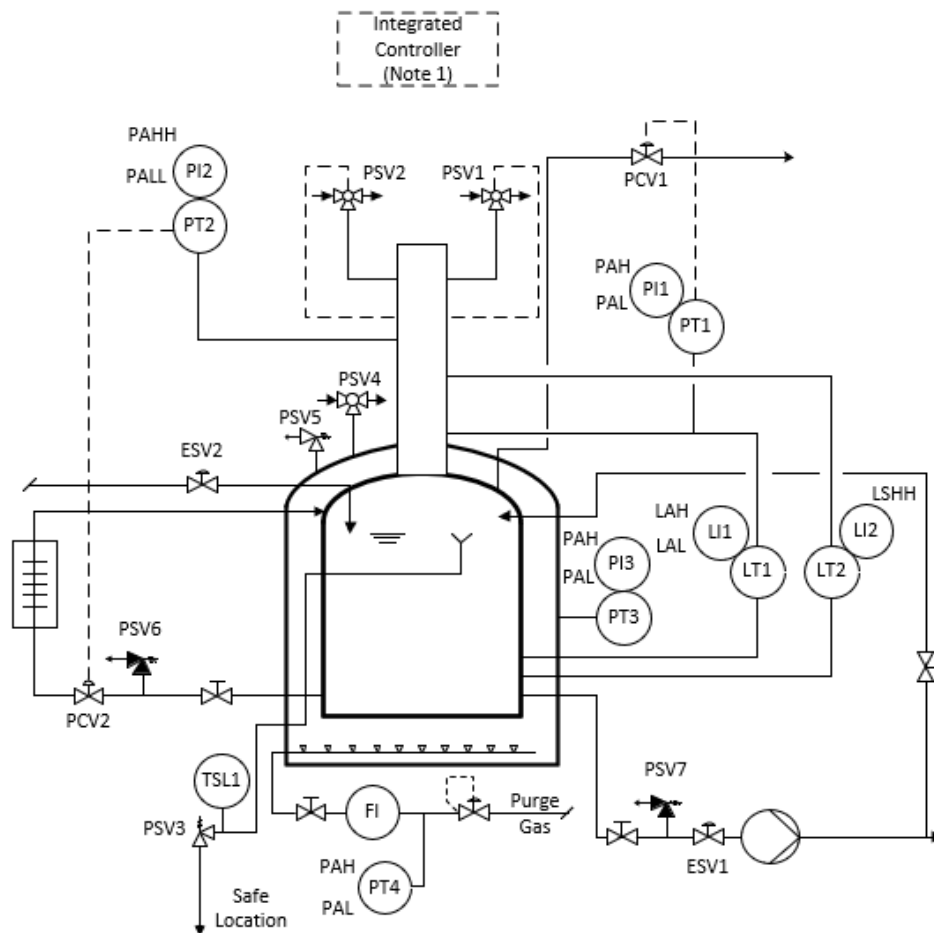 Integrated
Controller
(Note 1)
PAHH
PALL
PI2
PT2
PSV2
PSV1
PCV1
PAH
PAL
PI1
PT1
PSV4
PSV5
ESV2
LSHH
LAH
LAL
LI1
LI2
LT1
LT2
PAH
PAL
PI3
PT3
PSV6
PCV2
TSL1
PSV3
FI
Purge
Gas
PSV7
ESV1
PAH
PAL
PT4
Safe
Location